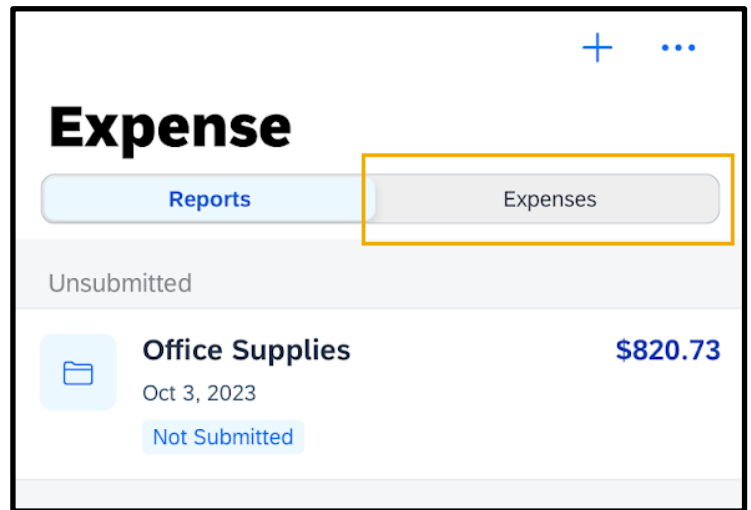 Expense
Reports Expenses
Unsubmitted
Office Supplies $820.73
Oct 3, 2023
Not Submitted